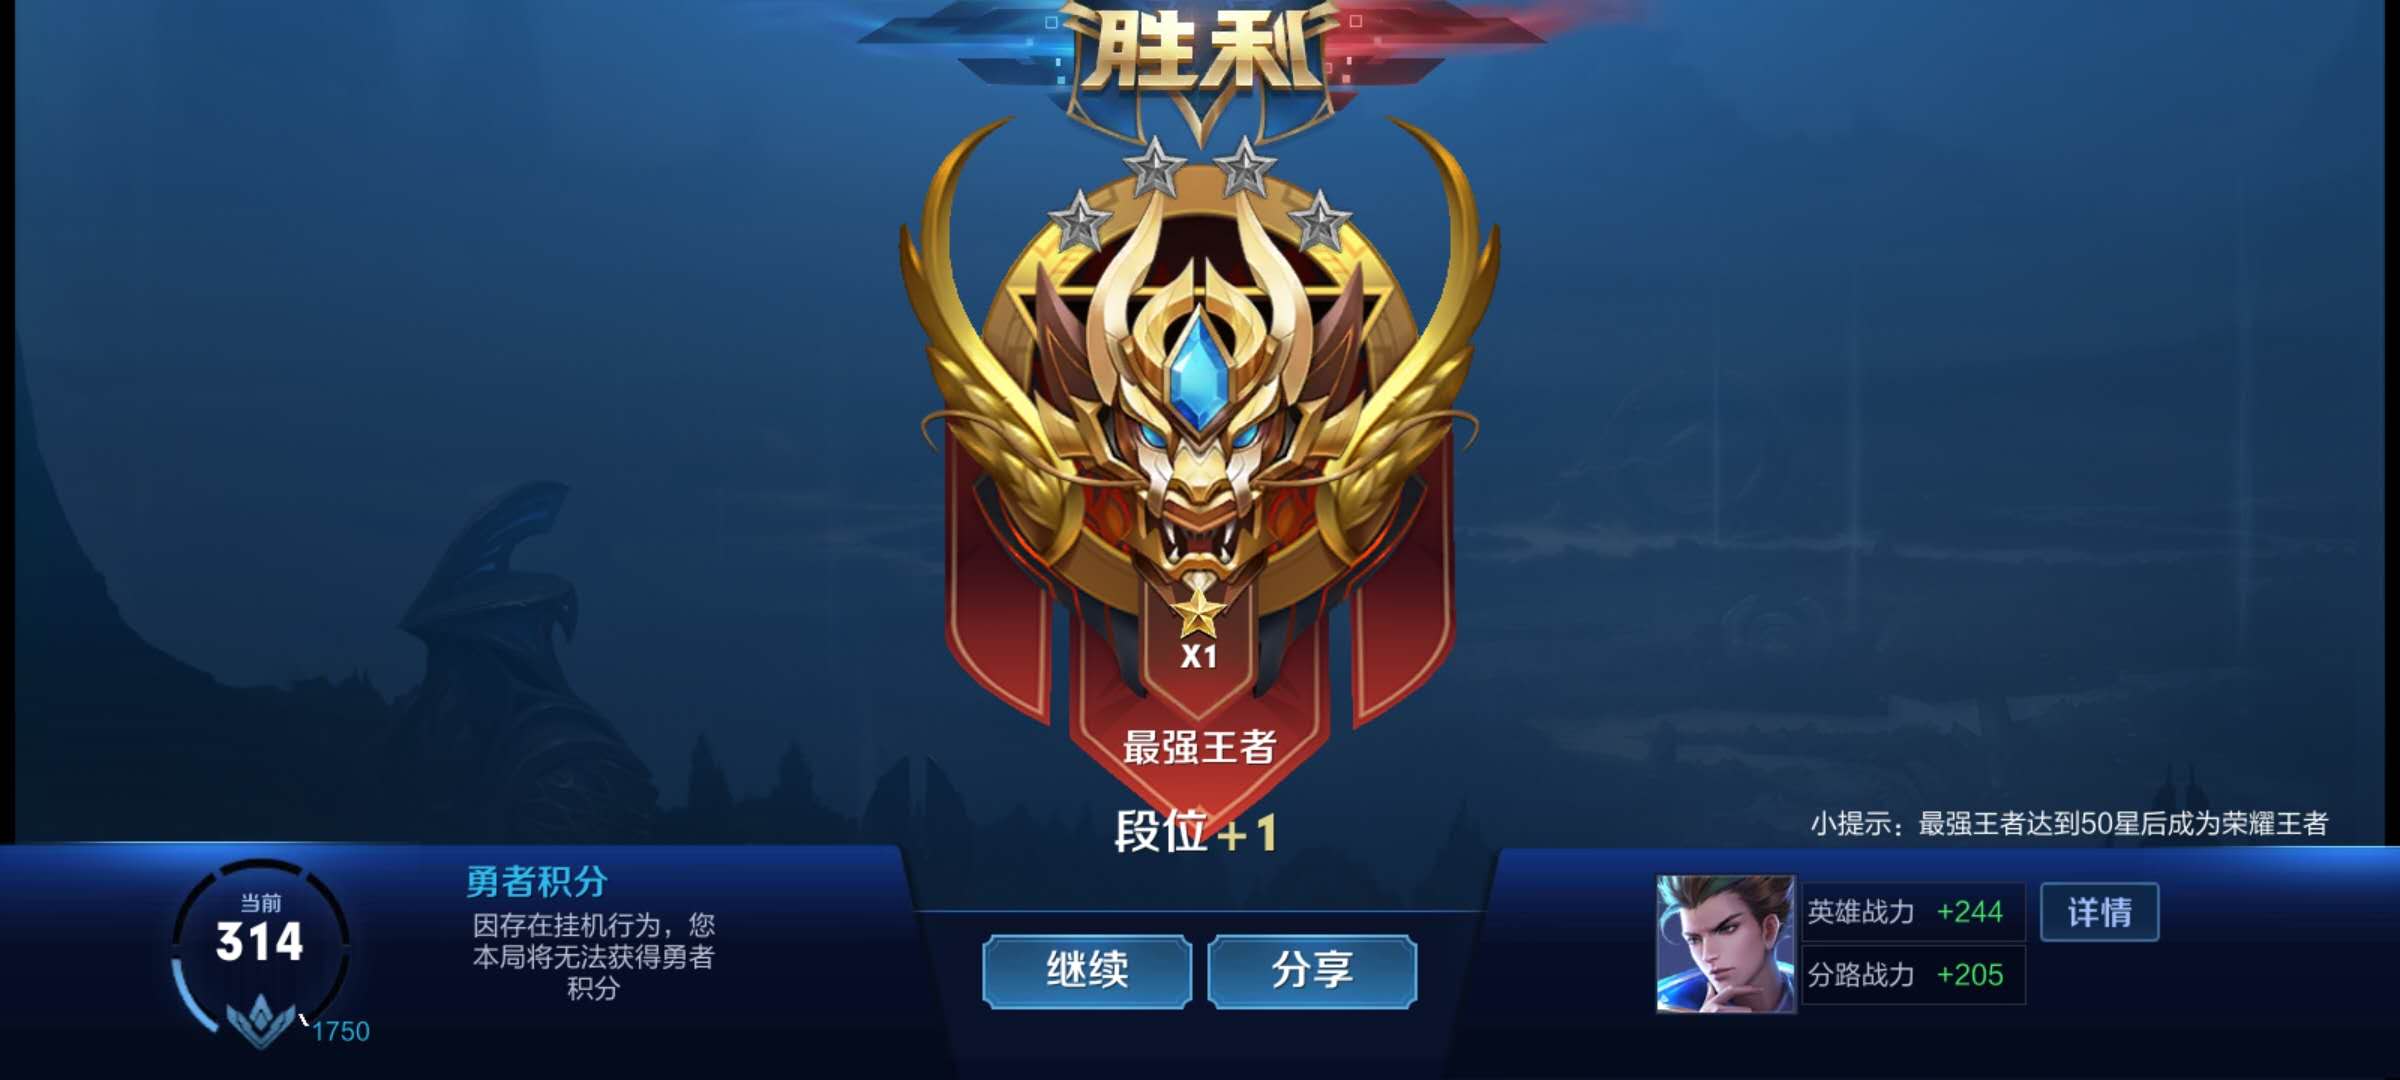 胜利
X1
最强王者
段位+1
小提示：最强王者达到50星后成为荣耀王者
当前
314
1750
勇者积分
因存在挂机行为，您
本局将无法获得勇者
积分
继续
分享
英雄战力 +244
分路战力 +205
详情